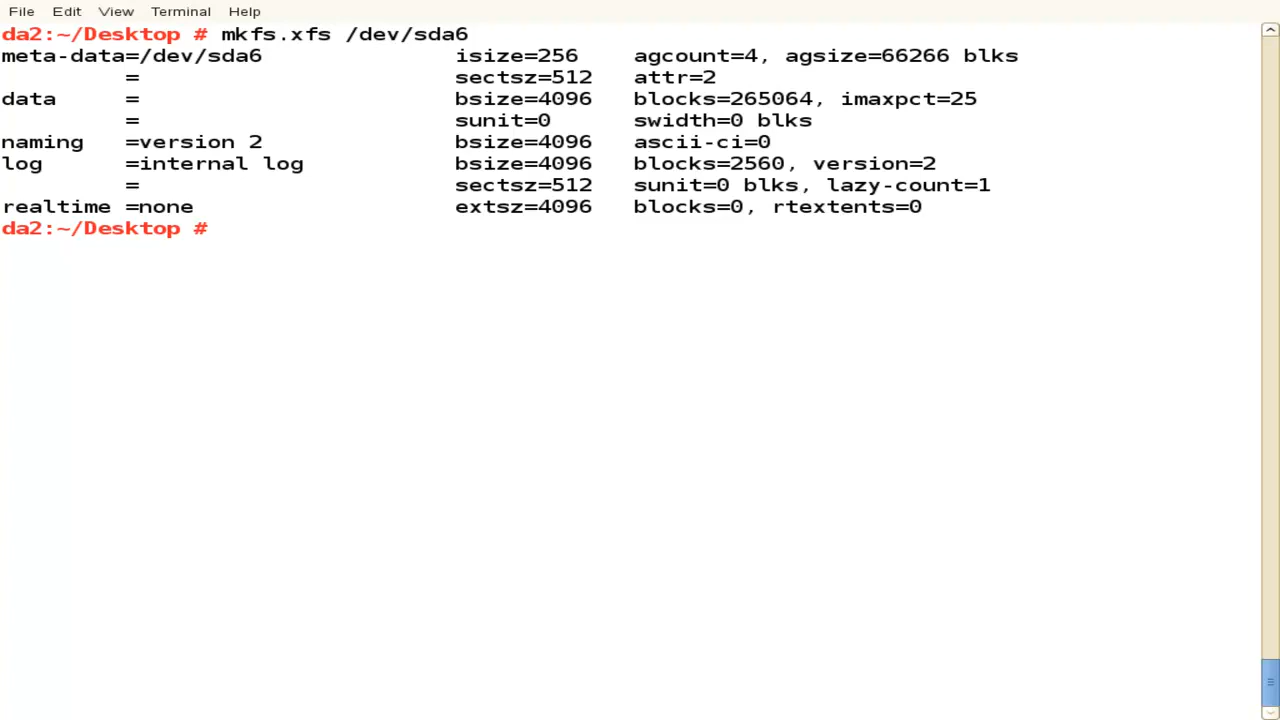 File Edit View Terminal Help
da2:~/Desktop # mkfs.xfs /dev/sda6
meta-data=/dev/sda6              isize=256    agcount=4, agsize=66266 blks
         =                       sectsz=512   attr=2
data     =                       bsize=4096   blocks=265064, imaxpct=25
         =                       sunit=0      swidth=0 blks
naming   =version 2              bsize=4096   ascii-ci=0
log      =internal log           bsize=4096   blocks=2560, version=2
         =                       sectsz=512   sunit=0 blks, lazy-count=1
realtime =none                   extsz=4096   blocks=0, rtextents=0
da2:~/Desktop #